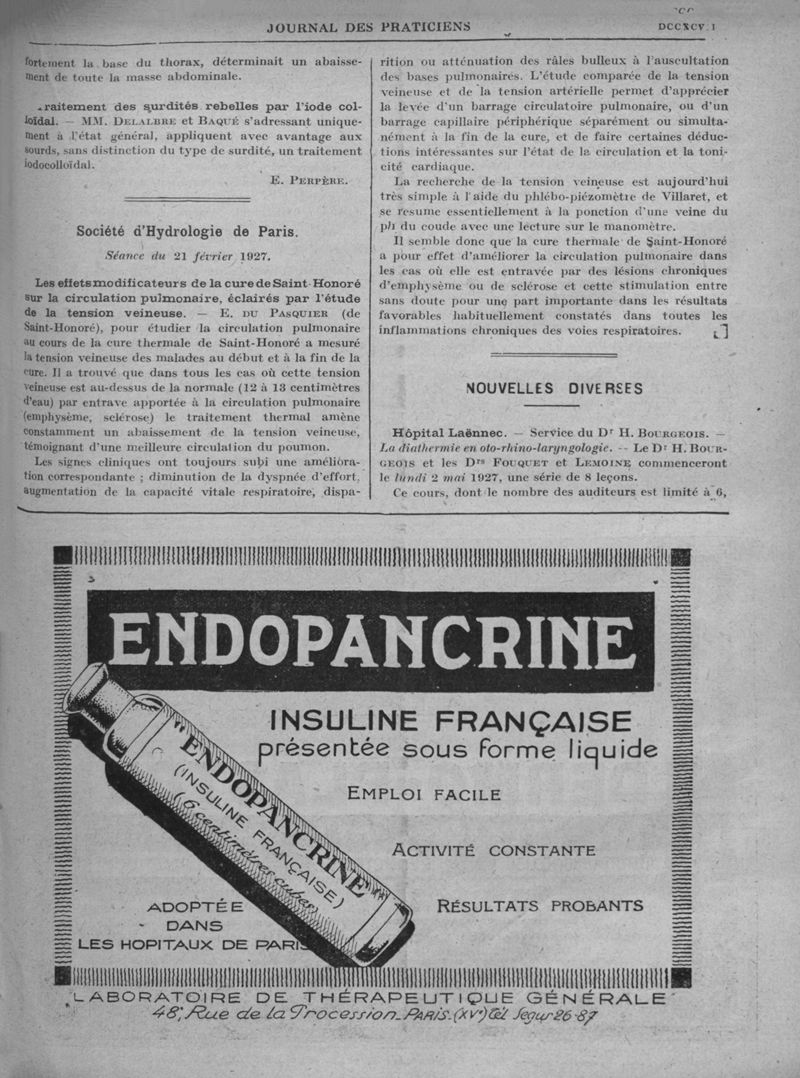 JOURNAL DES PRATICIENS
fortement la base du thorax, déterminait un abaisse-
ment de toute la masse abdominale.
raitement des surdités rebelles par l'iode col-
loïdal. — MM. DELALBRE et BAQUÉ s'adressant unique-
ment à l'état général, appliquent avec avantage aux
sourds, sans distinction du type de surdité, un traitement
iodocolloïdal.
E. PERPÈRE.
Société d'Hydrologie de Paris.
Séance du 21 février 1927.
Les effets modificateurs de la cure de Saint-Honoré
sur la circulation pulmonaire, éclairés par l'étude
de la tension veineuse. — E. DU PASQUIER (de
Saint-Honoré), pour étudier la circulation pulmonaire
au cours de la cure thermale de Saint-Honoré a mesuré
la tension veineuse des malades au début et à la fin de la
cure. Il a trouvé que dans tous les cas où cette tension
veineuse est au-dessus de la normale (12 à 13 centimètres
d'eau) par entrave apportée à la circulation pulmonaire
(emphysème, sclérose) le traitement thermal amène
constamment un abaissement de la tension veineuse,
témoignant d'une meilleure circulation du poumon.
Les signes cliniques ont toujours subi une améliora-
tion correspondante ; diminution de la dyspnée d'effort,
augmentation de la capacité vitale respiratoire, dispa-
rition ou atténuation des râles bulleux à l'auscultation
des bases pulmonaires. L'étude comparée de la tension
veineuse et de la tension artérielle permet d'apprécier
la levée d'un barrage circulatoire pulmonaire, ou d'un
barrage capillaire périphérique séparément ou simulta-
nément à la fin de la cure, et de faire certaines déduc-
tions intéressantes sur l'état de la circulation et la toni-
cité cardiaque.
La recherche de la tension veineuse est aujourd'hui
très simple à l'aide du phlébo-piézomètre de Villaret, et
se resume essentiellement à la ponction d'une veine du
pli du coude avec une lecture sur le manomètre.
Il semble donc que la cure thermale de Saint-Honoré
a pour effet d'améliorer la circulation pulmonaire dans
les cas où elle est entravée par des lésions chroniques
d'emphysème ou de sclérose et cette stimulation entre
sans doute pour une part importante dans les résultats
favorables habituellement constatés dans toutes les
inflammations chroniques des voies respiratoires.
NOUVELLES DIVERSES
Hôpital Laënnec. — Service du Dr H. BOURGEOIS. —
La diathermie en oto-rhino-laryngologie. -- Le Dr H. BOUR-
GEOIS et les Drs FOUQUET et LEMOINE commenceront
le lundi 2 mai 1927, une série de 8 leçons.
Ce cours, dont le nombre des auditeurs est limité à 6,
ENDOPANCRINE
INSULINE FRANÇAISE
présentée sous forme liquide
"ENDOPANCRINE"
(INSULINE FRANÇAISE)
(6 centimètres cubes)
EMPLOI FACILE
ACTIVITÉ CONSTANTE
RÉSULTATS PROBANTS
ADOPTÉE
DANS
LES HOPITAUX DE PARIS
LABORATOIRE DE THÉRAPEUTIQUE GÉNÉRALE
48, Rue de la Procession_PARIS_(XVe) Tél. Segur 26-87